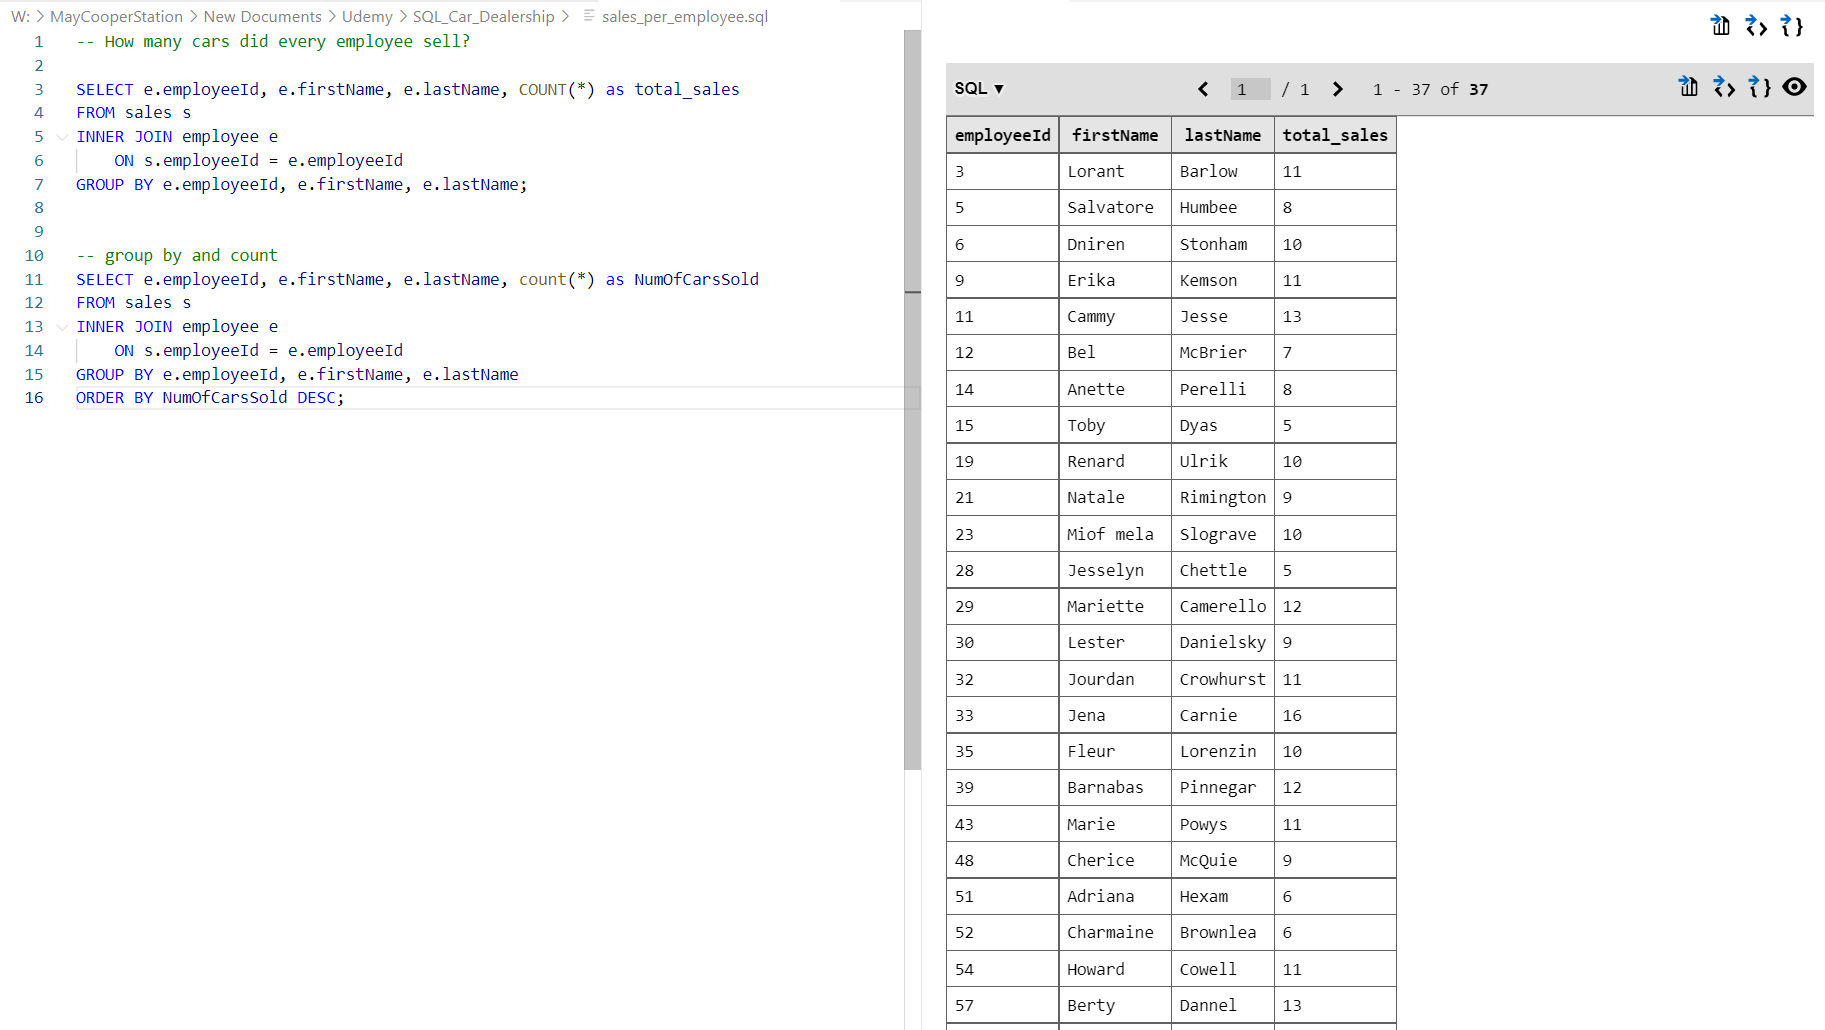 W: > MayCooperStation > New Documents > Udemy > SQL_Car_Dealership > sales_per_employee.sql
1 -- How many cars did every employee sell?
2
3 SELECT e.employeeId, e.firstName, e.lastName, COUNT(*) as total_sales
4 FROM sales s
5 INNER JOIN employee e
6 ON s.employeeId = e.employeeId
7 GROUP BY e.employeeId, e.firstName, e.lastName;
8
9
10 -- group by and count
11 SELECT e.employeeId, e.firstName, e.lastName, count(*) as NumOfCarsSold
12 FROM sales s
13 INNER JOIN employee e
14 ON s.employeeId = e.employeeId
15 GROUP BY e.employeeId, e.firstName, e.lastName
16 ORDER BY NumOfCarsSold DESC;
SQL ▼ < 1 / 1 > 1 - 37 of 37
employeeId firstName lastName total_sales
3 Lorant Barlow 11
5 Salvatore Humbee 8
6 Dniren Stonham 10
9 Erika Kemson 11
11 Cammy Jesse 13
12 Bel McBrier 7
14 Anette Perelli 8
15 Toby Dyas 5
19 Renard Ulrik 10
21 Natale Rimington 9
23 Miof mela Slograve 10
28 Jesselyn Chettle 5
29 Mariette Camerello 12
30 Lester Danielsky 9
32 Jourdan Crowhurst 11
33 Jena Carnie 16
35 Fleur Lorenzin 10
39 Barnabas Pinnegar 12
43 Marie Powys 11
48 Cherice McQuie 9
51 Adriana Hexam 6
52 Charmaine Brownlea 6
54 Howard Cowell 11
57 Berty Dannel 13